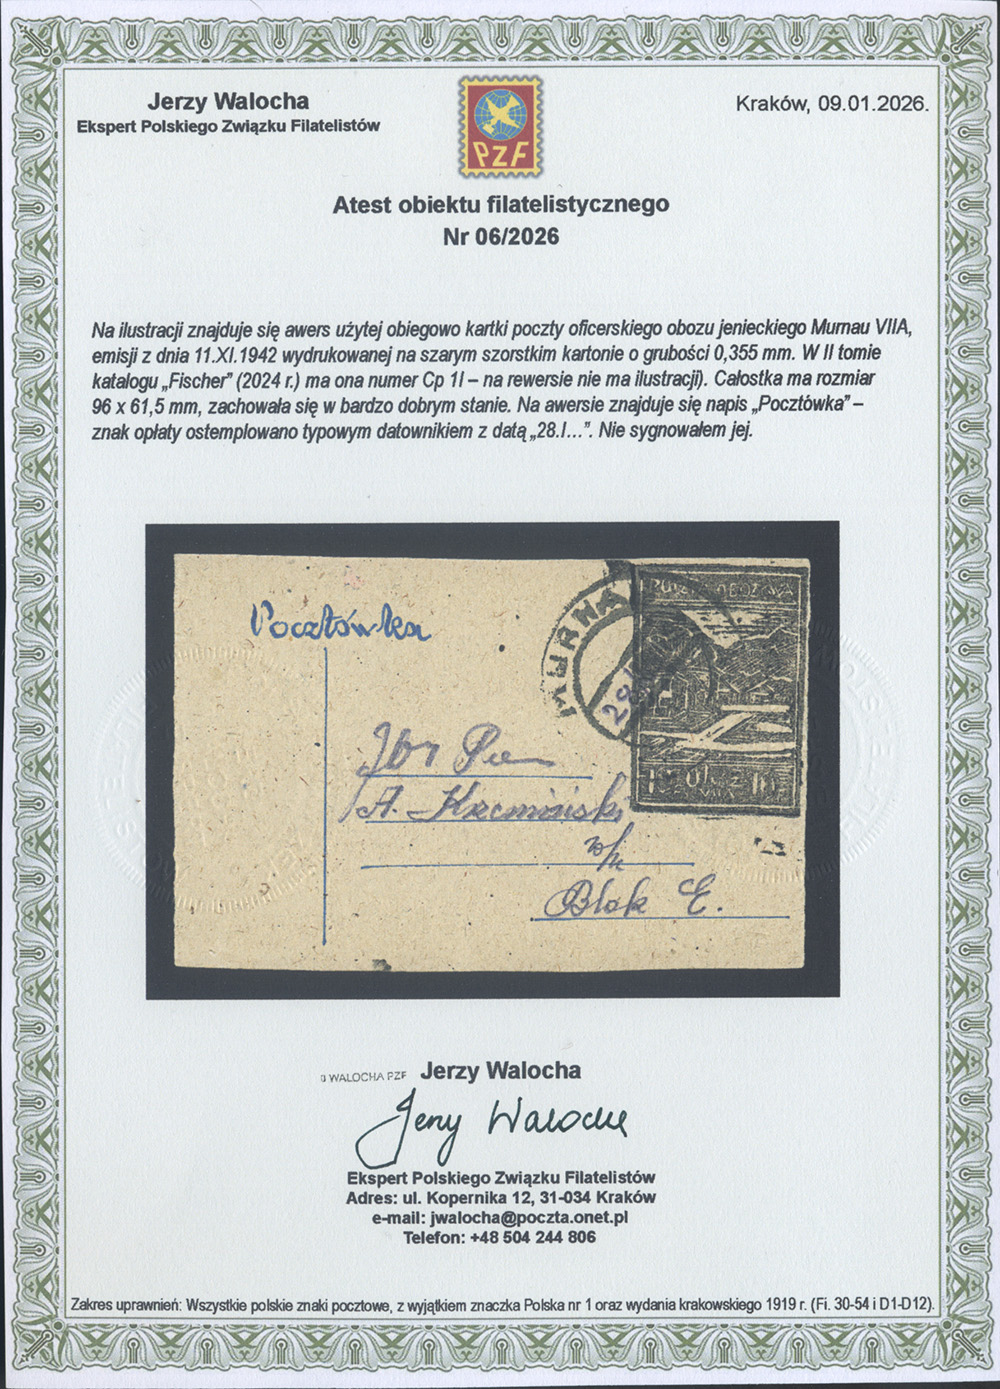 Jerzy Walocha
Ekspert Polskiego Związku Filatelistów
Kraków, 09.01.2026.
PZF
Atest obiektu filatelistycznego
Nr 06/2026
Na ilustracji znajduje się awers użytej obiegowo kartki poczty oficerskiego obozu jenieckiego Murnau VIIA,
emisji z dnia 11.XI.1942 wydrukowanej na szarym szorstkim kartonie o grubości 0,355 mm. W II tomie
katalogu „Fischer” (2024 r.) ma ona numer Cp 1I – na rewersie nie ma ilustracji). Całostka ma rozmiar
96 x 61,5 mm, zachowała się w bardzo dobrym stanie. Na awersie znajduje się napis „Pocztówka” –
znak opłaty ostemplowano typowym datownikiem z datą „28.I…”. Nie sygnowałem jej.
Pocztówka
MURNA
28
A. Krzemiński
w/m
Blok E.
WALOCHA PZF
Jerzy Walocha
Jerzy Walocha
Ekspert Polskiego Związku Filatelistów
Adres: ul. Kopernika 12, 31-034 Kraków
e-mail: jwalocha@poczta.onet.pl
Telefon: +48 504 244 806
Zakres uprawnień: Wszystkie polskie znaki pocztowe, z wyjątkiem znaczka Polska nr 1 oraz wydania krakowskiego 1919 r. (Fi. 30-54 i D1-D12).